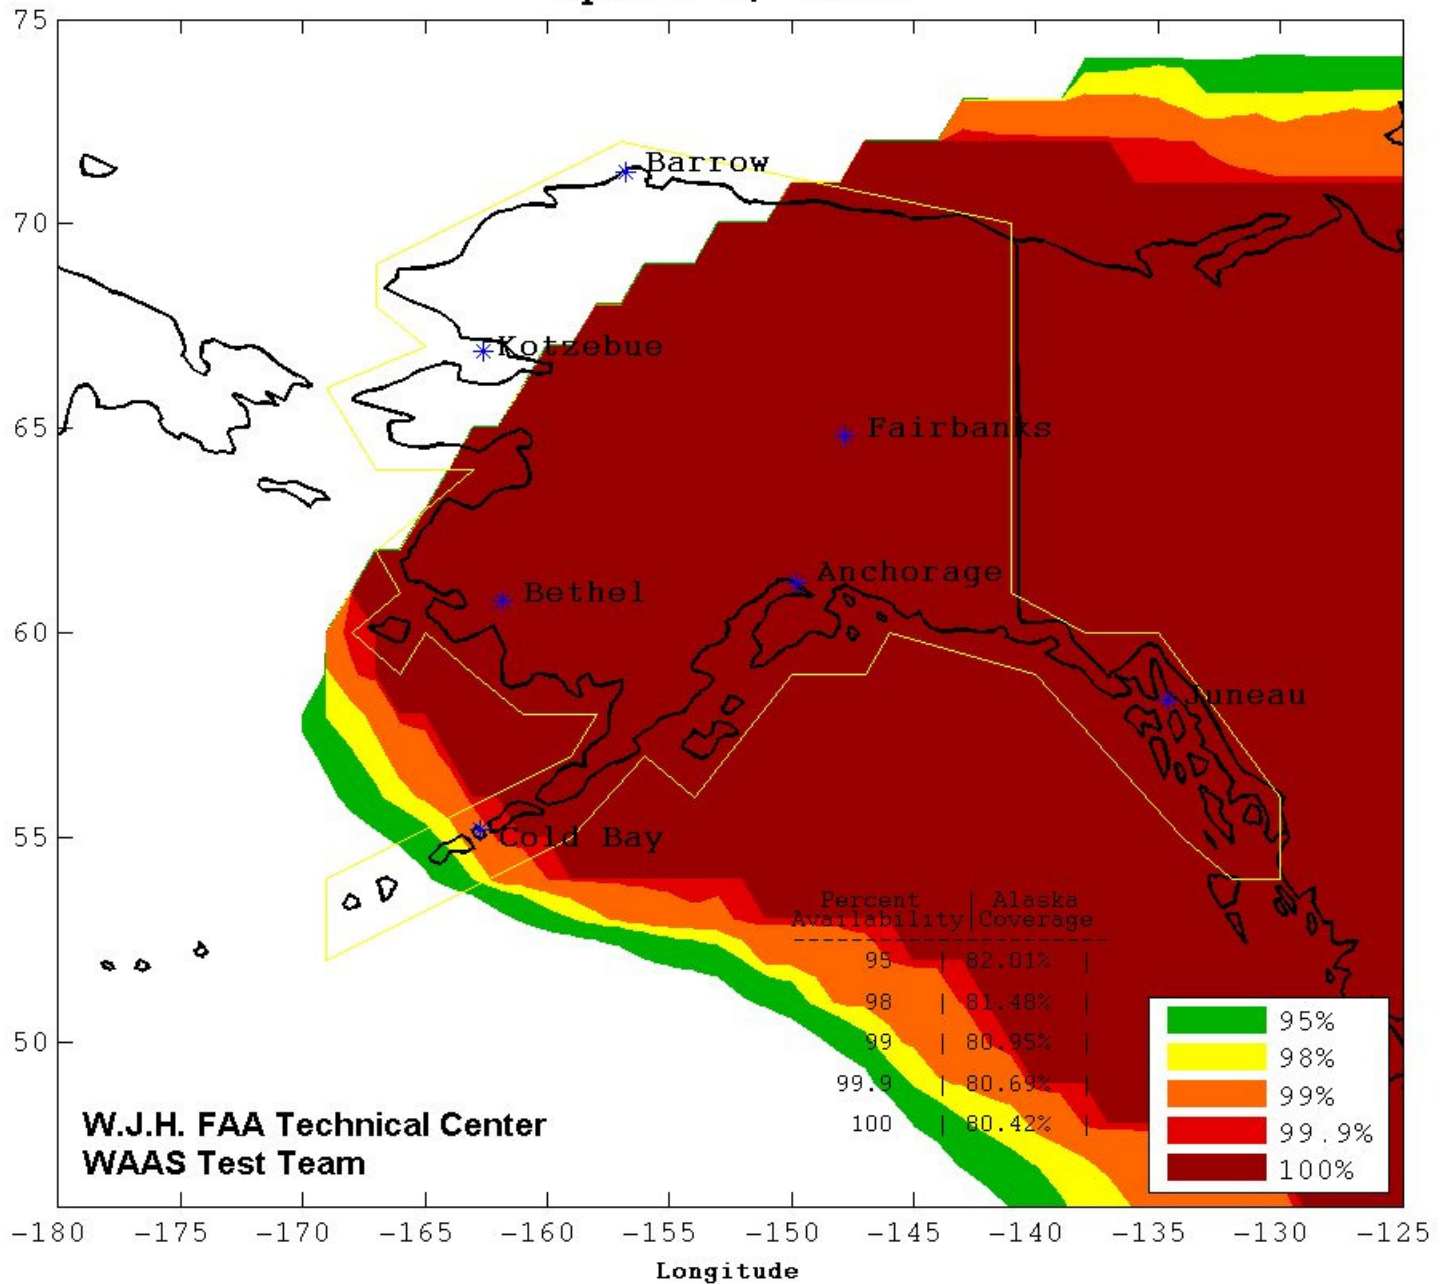 75
70
65
60
55
50
Barrow
Kotzebue
Fairbanks
Anchorage
Bethel
Juneau
Cold Bay
Percent | Alaska
Availability | Coverage
95 | 82.01% |
98 | 81.48% |
99 | 80.95% |
99.9 | 80.69% |
100 | 80.42% |
95%
98%
99%
99.9%
100%
W.J.H. FAA Technical Center
WAAS Test Team
-180 -175 -170 -165 -160 -155 -150 -145 -140 -135 -130 -125
Longitude